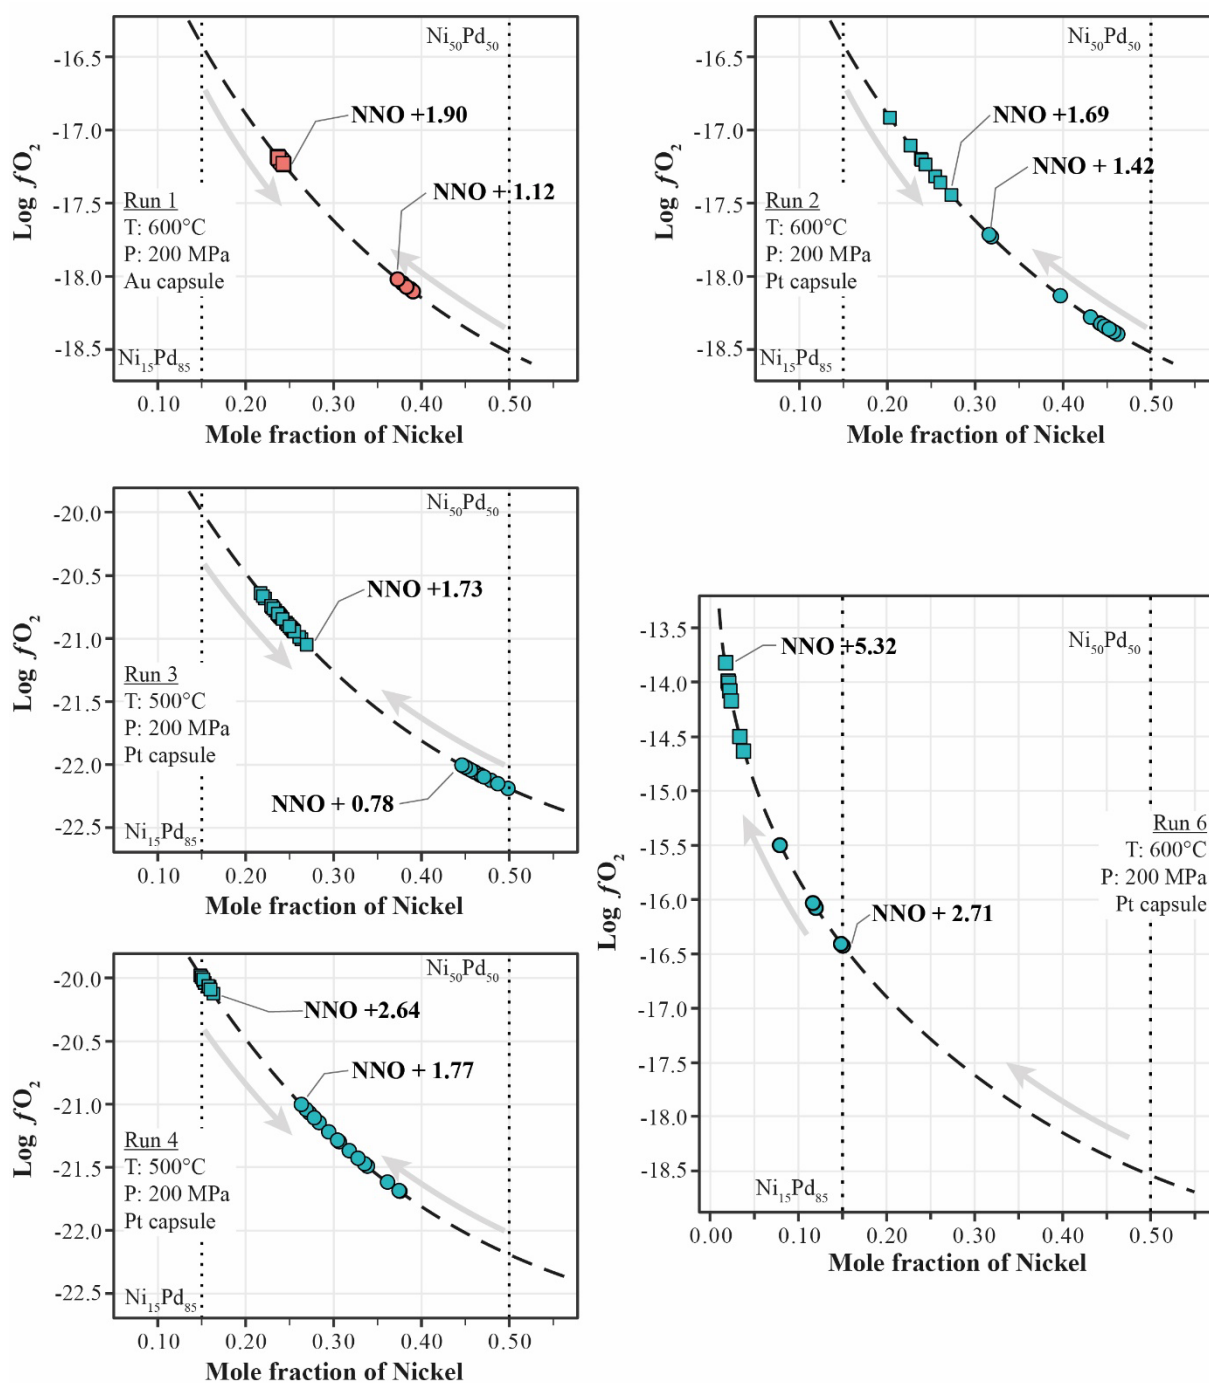 Log fO₂
-16.5
-17.0
-17.5
-18.0
-18.5
Ni₅₀Pd₅₀
NNO +1.90
NNO + 1.12
Run 1
T: 600°C
P: 200 MPa
Au capsule
Ni₁₅Pd₈₅
0.10 0.20 0.30 0.40 0.50
Mole fraction of Nickel
Log fO₂
-16.5
-17.0
-17.5
-18.0
-18.5
Ni₅₀Pd₅₀
NNO +1.69
NNO + 1.42
Run 2
T: 600°C
P: 200 MPa
Pt capsule
Ni₁₅Pd₈₅
0.10 0.20 0.30 0.40 0.50
Mole fraction of Nickel
Log fO₂
-20.0
-20.5
-21.0
-21.5
-22.0
-22.5
Ni₅₀Pd₅₀
NNO +1.73
Run 3
T: 500°C
P: 200 MPa
Pt capsule
NNO + 0.78
Ni₁₅Pd₈₅
0.10 0.20 0.30 0.40 0.50
Mole fraction of Nickel
Log fO₂
-20.0
-20.5
-21.0
-21.5
-22.0
-22.5
Ni₅₀Pd₅₀
NNO +2.64
NNO + 1.77
Run 4
T: 500°C
P: 200 MPa
Pt capsule
Ni₁₅Pd₈₅
0.10 0.20 0.30 0.40 0.50
Mole fraction of Nickel
Log fO₂
-13.5
-14.0
-14.5
-15.0
-15.5
-16.0
-16.5
-17.0
-17.5
-18.0
-18.5
Ni₅₀Pd₅₀
NNO +5.32
Run 6
T: 600°C
P: 200 MPa
Pt capsule
NNO + 2.71
Ni₁₅Pd₈₅
0.00 0.10 0.20 0.30 0.40 0.50
Mole fraction of Nickel